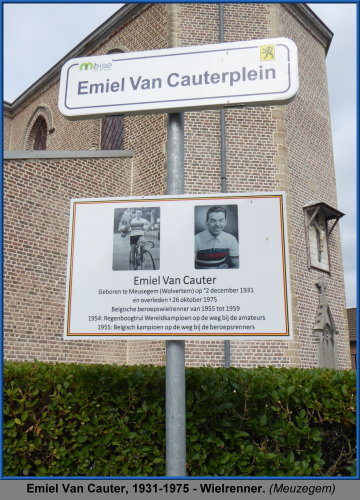 meise
Emiel Van Cauterplein
Emiel Van Cauter
Geboren te Meusegem (Wolvertem) op °2 december 1931
en overleden † 26 oktober 1975
Belgische beroepswielrenner van 1955 tot 1959
1954: Regenboogtrui Wereldkampioen op de weg bij de amateurs
1955: Belgisch kampioen op de weg bij de beroepsrenners
Emiel Van Cauter, 1931-1975 - Wielrenner. (Meuzegem)